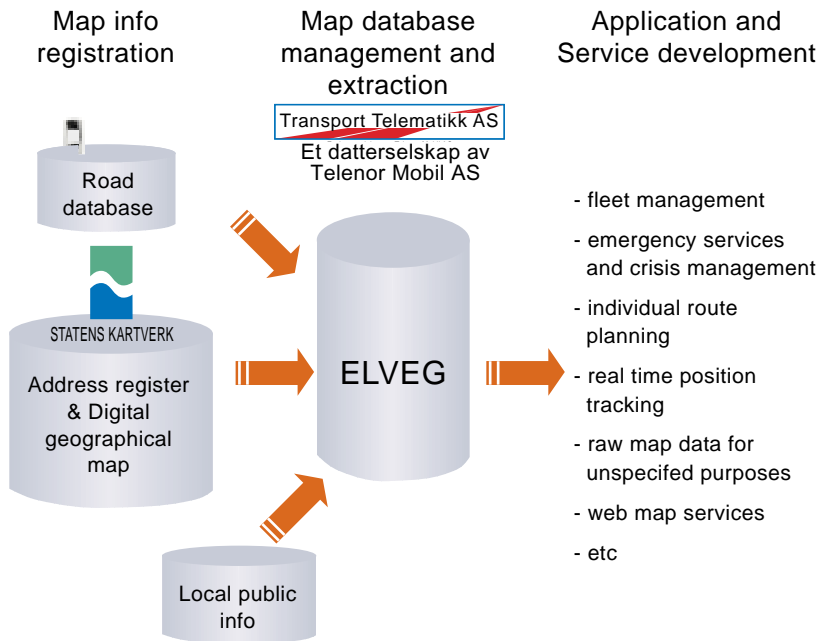 Map info
registration
Map database
management and
extraction
Application and
Service development
Transport Telematikk AS
Et datterselskap av
Telenor Mobil AS
Road
database
STATENS KARTVERK
Address register
& Digital
geographical
map
Local public
info
ELVEG
- fleet management
- emergency services
and crisis management
- individual route
planning
- real time position
tracking
- raw map data for
unspecifed purposes
- web map services
- etc